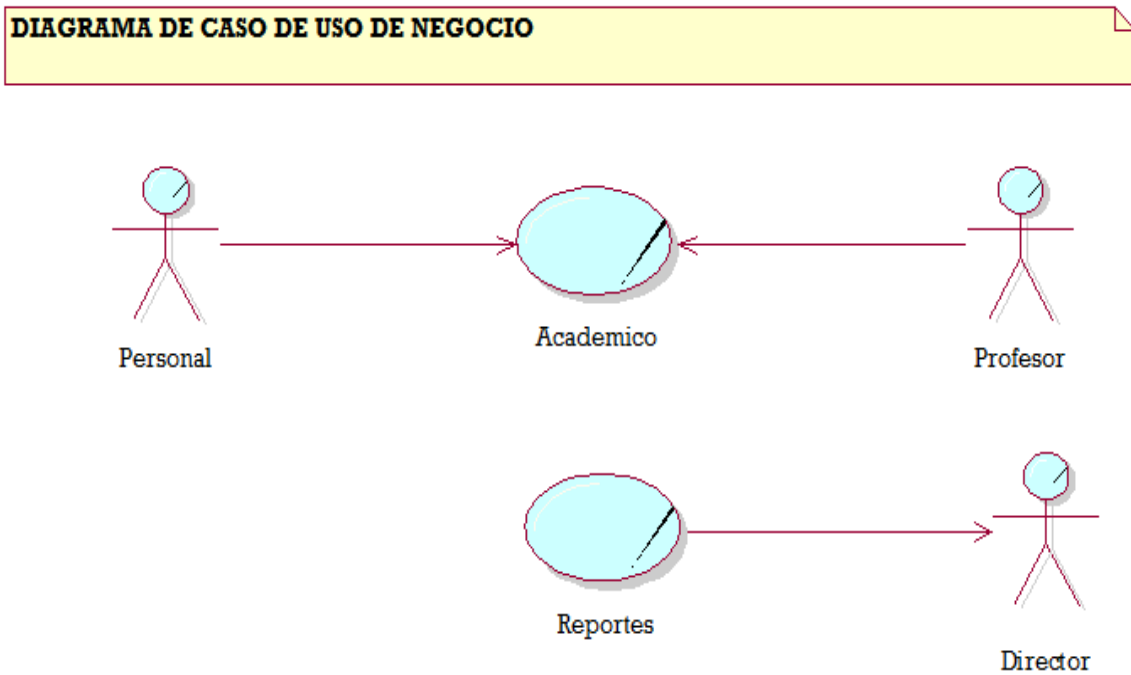 DIAGRAMA DE CASO DE USO DE NEGOCIO
Academico
Personal
Profesor
Reportes
Director